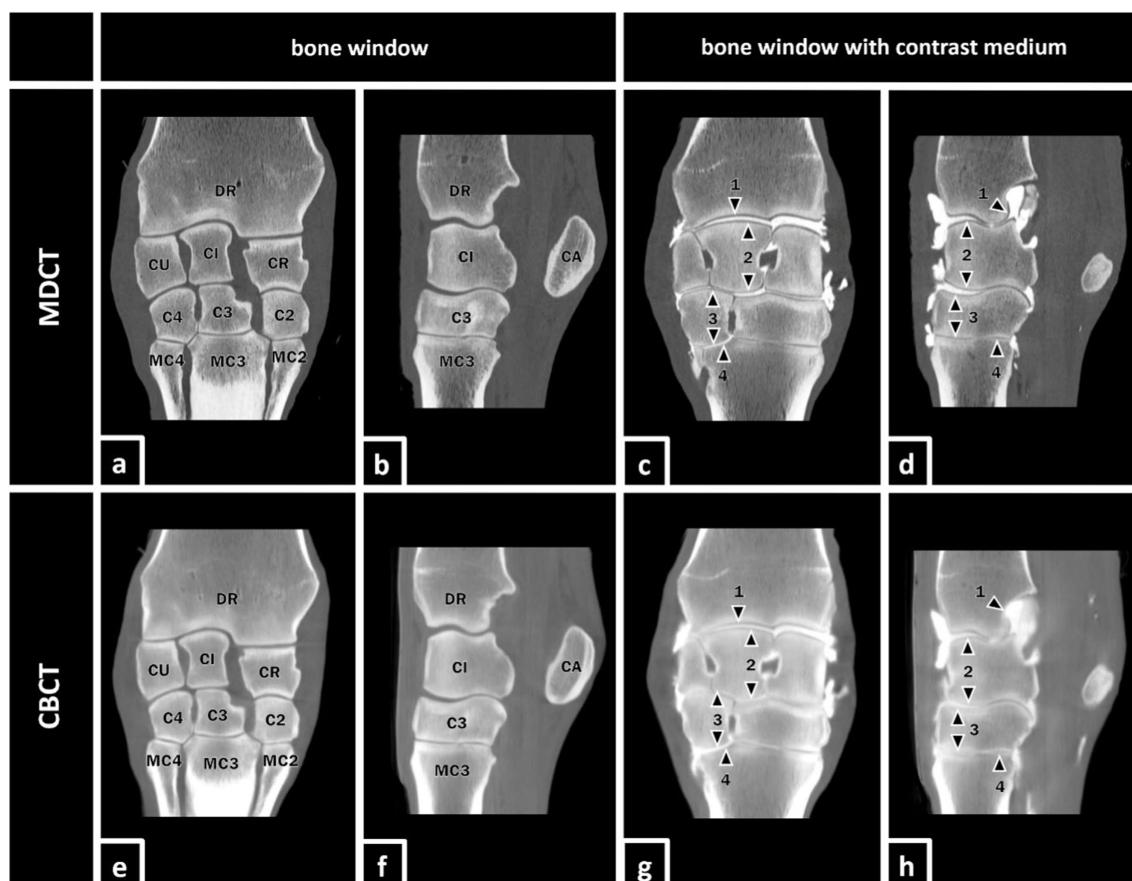 bone window
bone window with contrast medium
MDCT
DR
CU CI CR
C4 C3 C2
MC4 MC3 MC2
a
DR
CI CA
C3
MC3
b
1
2
3
4
c
1
2
3
4
d
CBCT
DR
CU CI CR
C4 C3 C2
MC4 MC3 MC2
e
DR
CI CA
C3
MC3
f
1
2
3
4
g
1
2
3
4
h